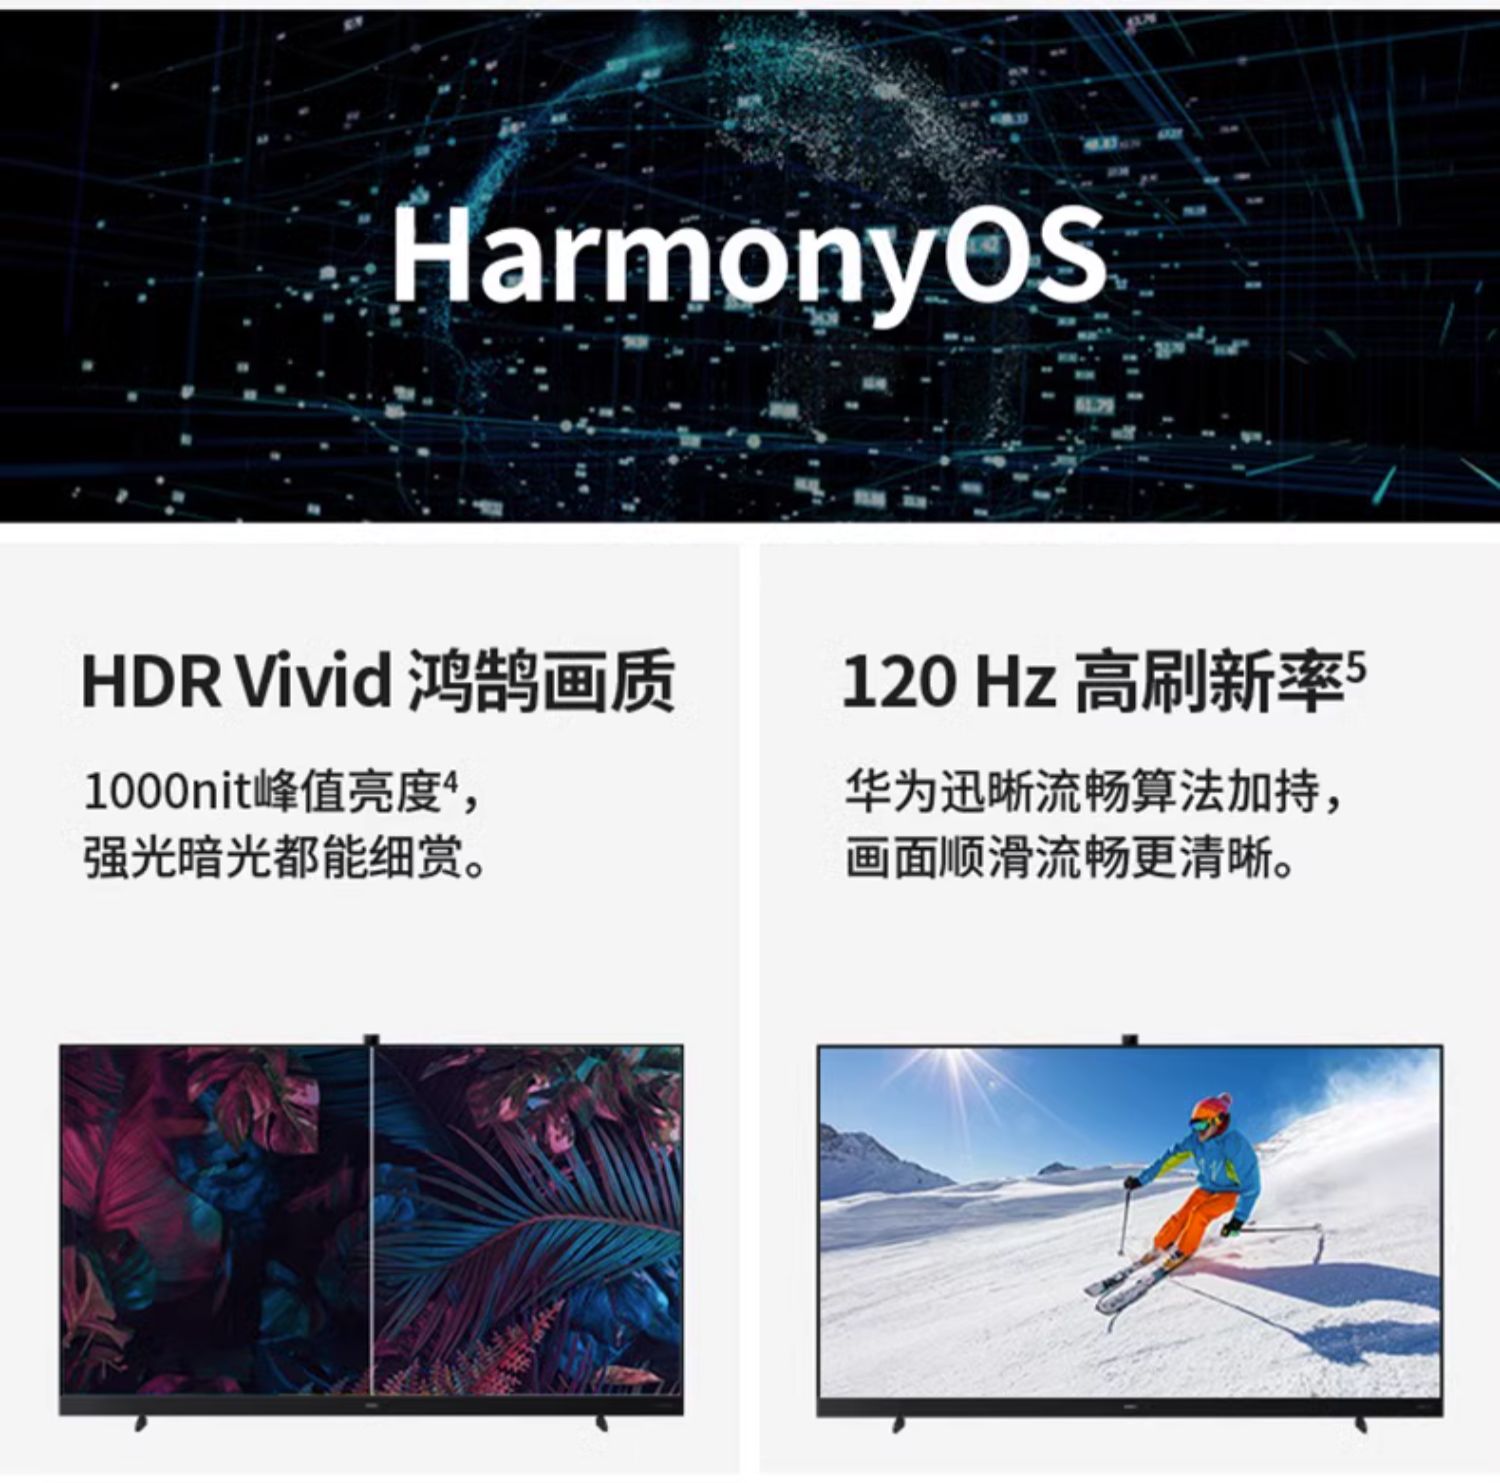 HarmonyOS
HDR Vivid 鸿鹄画质
1000nit峰值亮度⁴，
强光暗光都能细赏。
120 Hz 高刷新率⁵
华为迅晰流畅算法加持，
画面顺滑流畅更清晰。